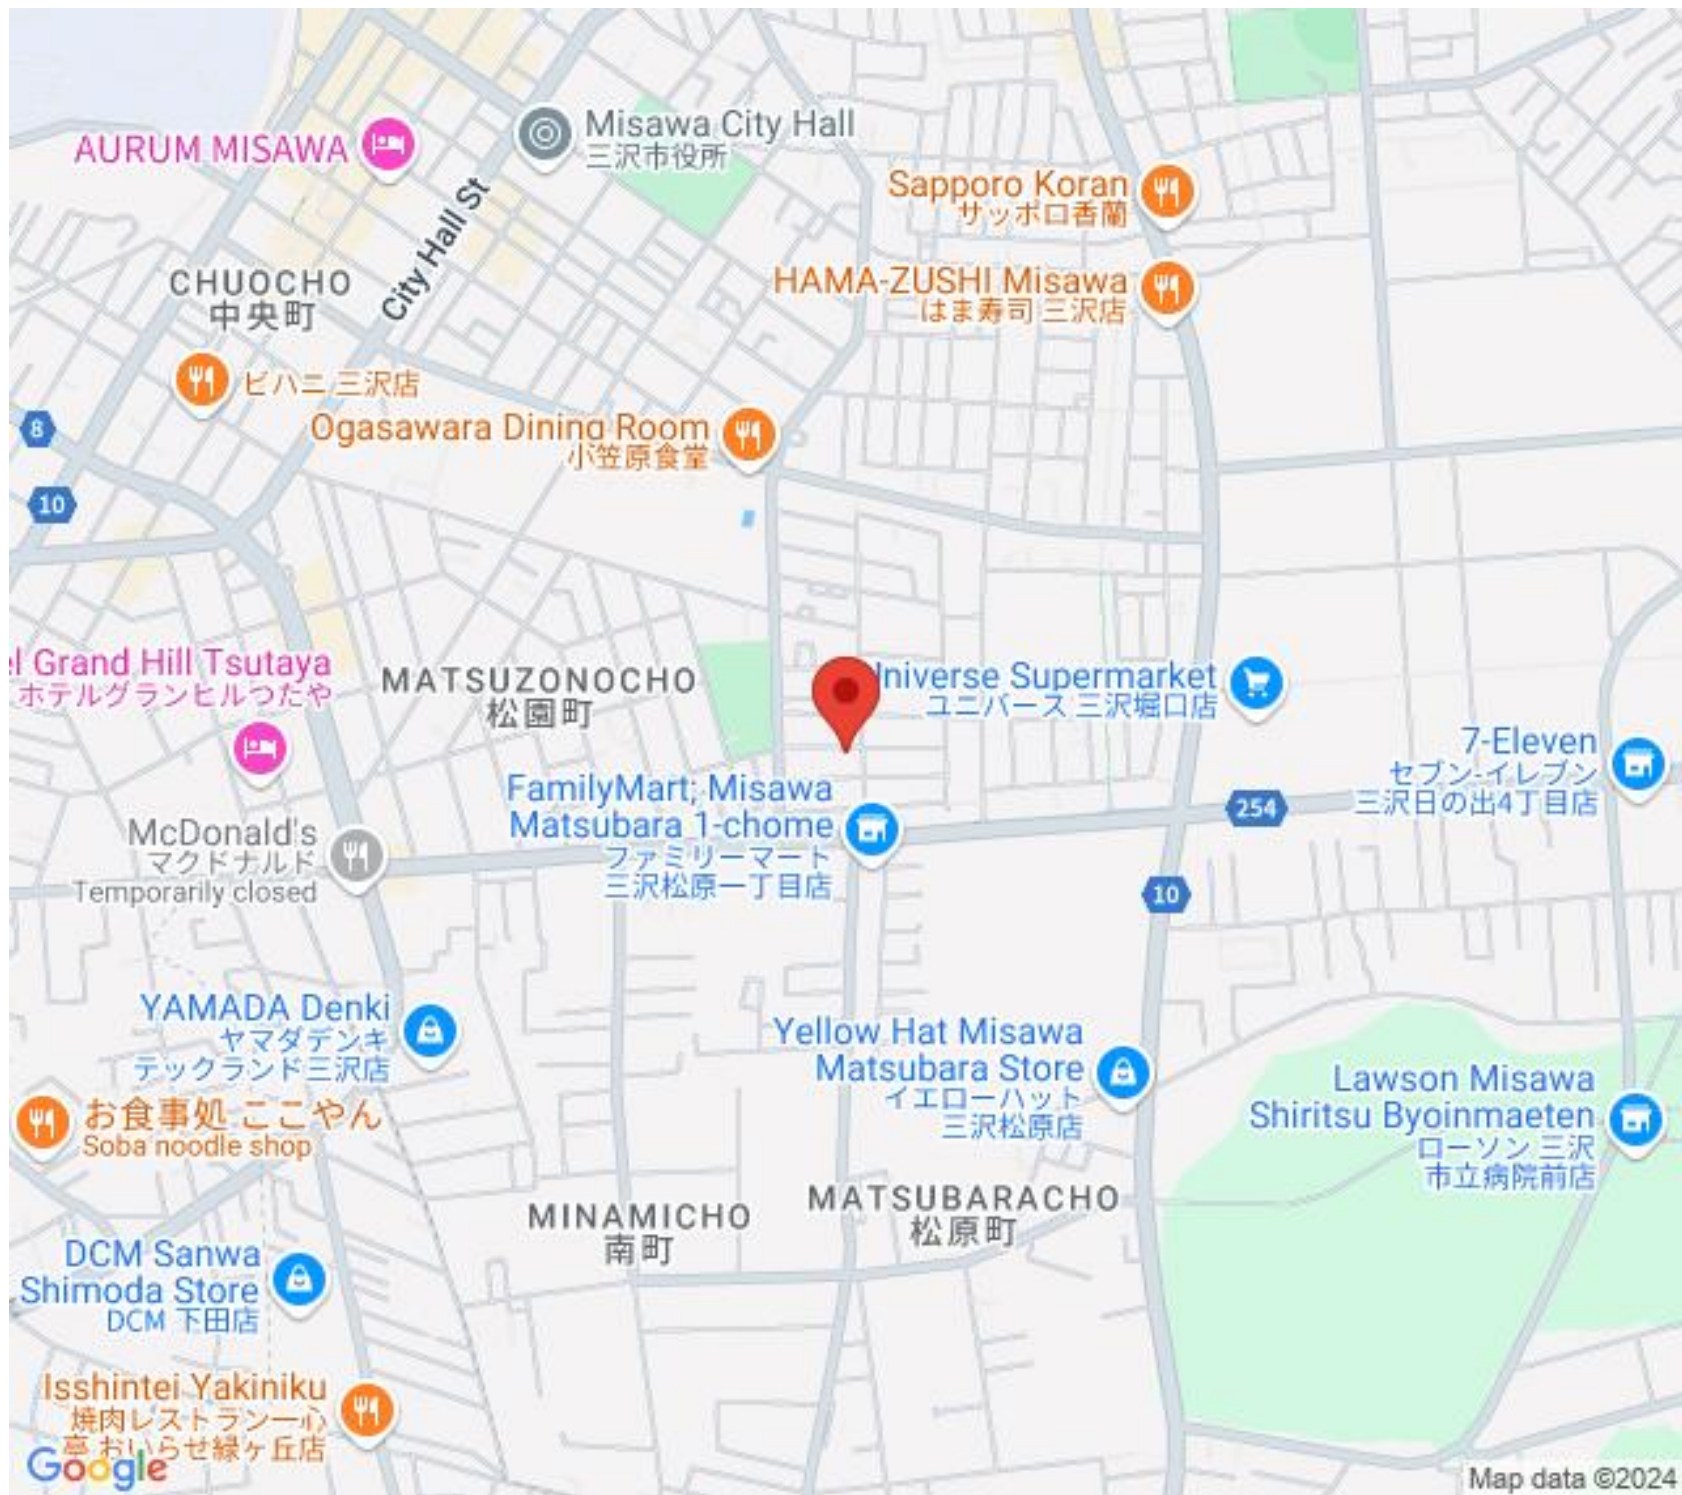 Misawa City Hall
三沢市役所
AURUM MISAWA
Sapporo Koran
サッポロ香蘭
City Hall St
CHUOCHO
中央町
HAMA-ZUSHI Misawa
はま寿司 三沢店
ビハニ 三沢店
Ogasawara Dining Room
小笠原食堂
8
10
l Grand Hill Tsutaya
ホテルグランヒルつたや
MATSUZONOCHO
松園町
niverse Supermarket
ユニバース 三沢堀口店
7-Eleven
セブン-イレブン
三沢日の出4丁目店
FamilyMart; Misawa
Matsubara 1-chome
ファミリーマート
三沢松原一丁目店
254
McDonald's
マクドナルド
Temporarily closed
10
YAMADA Denki
ヤマダデンキ
テックランド三沢店
Yellow Hat Misawa
Matsubara Store
イエローハット
三沢松原店
Lawson Misawa
Shiritsu Byoinmaeten
ローソン 三沢
市立病院前店
お食事処 ここやん
Soba noodle shop
MATSUBARACHO
松原町
MINAMICHO
南町
DCM Sanwa
Shimoda Store
DCM 下田店
Isshintei Yakiniku
焼肉レストラン一心
亭 おいらせ緑ヶ丘店
Google
Map data ©2024